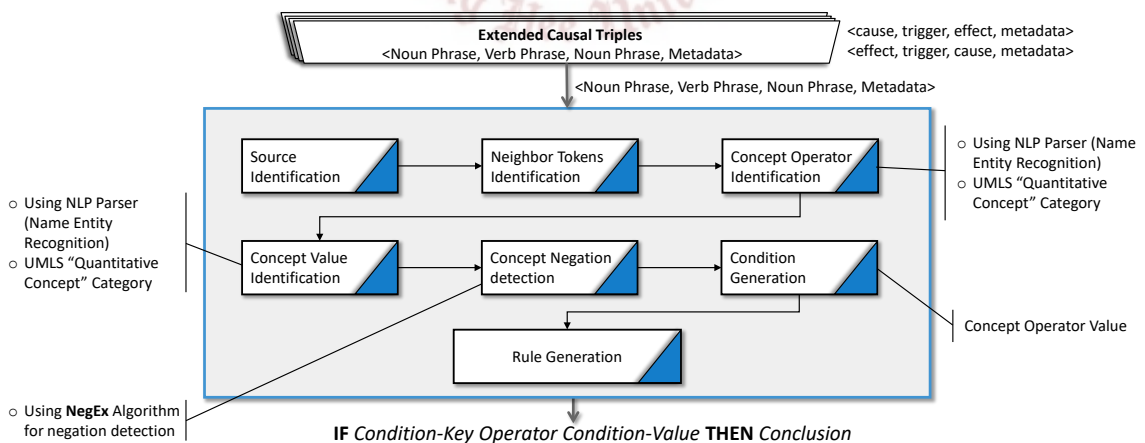 Extended Causal Triples
<Noun Phrase, Verb Phrase, Noun Phrase, Metadata>
<cause, trigger, effect, metadata>
<effect, trigger, cause, metadata>
<Noun Phrase, Verb Phrase, Noun Phrase, Metadata>
Source
Identification
Neighbor Tokens
Identification
Concept Operator
Identification
○ Using NLP Parser (Name
Entity Recognition)
○ UMLS “Quantitative
Concept” Category
○ Using NLP Parser
(Name Entity
Recognition)
○ UMLS “Quantitative
Concept” Category
Concept Value
Identification
Concept Negation
detection
Condition
Generation
Concept Operator Value
Rule Generation
○ Using NegEx Algorithm
for negation detection
IF Condition-Key Operator Condition-Value THEN Conclusion